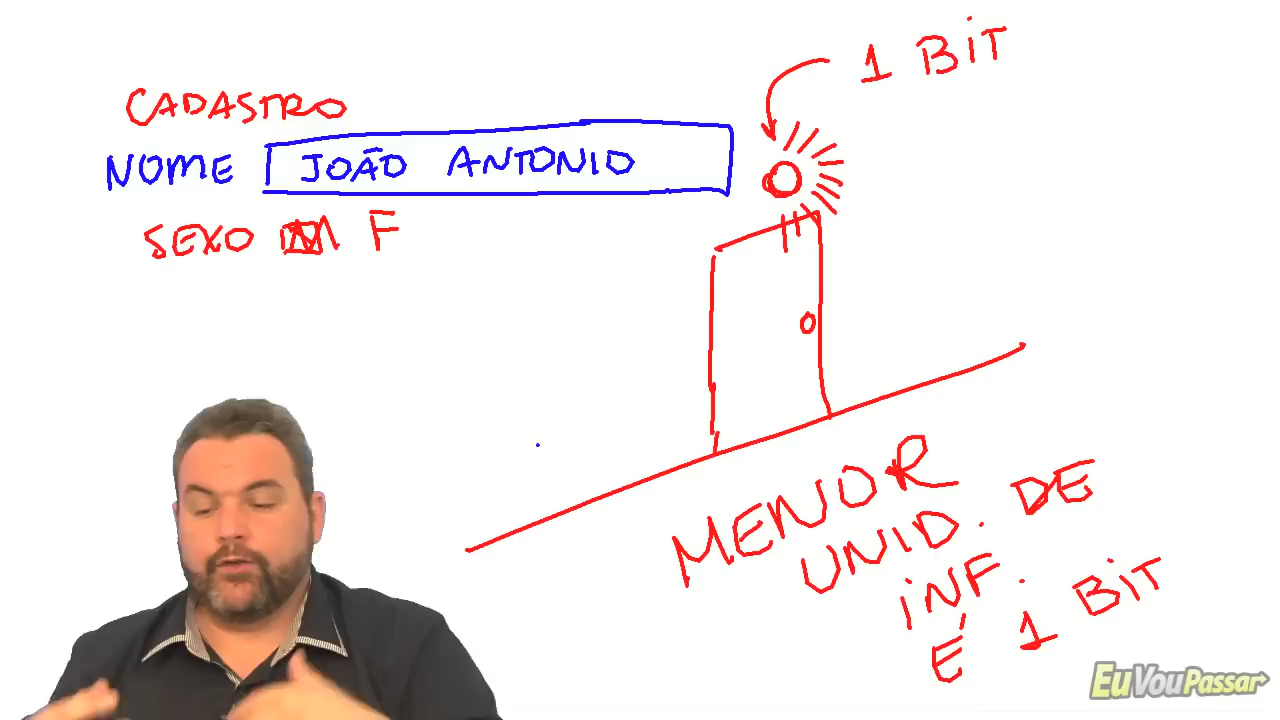 1 BIT
CADASTRO
NOME JOÃO ANTONIO
SEXO M F
MENOR
UNID. DE
INF.
É 1 BIT
EuVouPassar